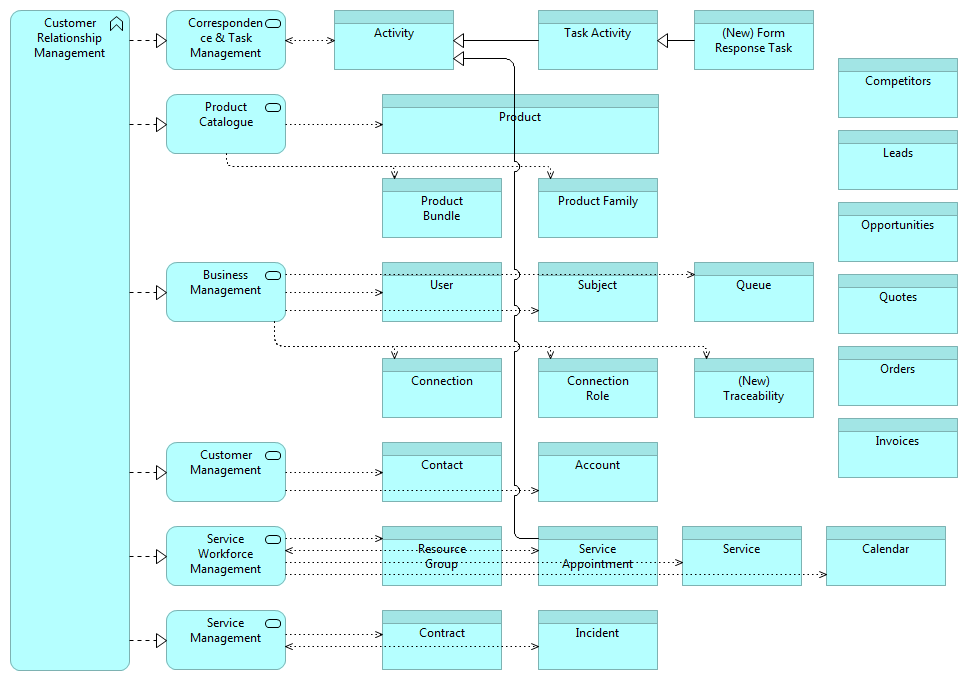 Customer
Relationship
Management
Corresponden
ce & Task
Management
Activity
Task Activity
(New) Form
Response Task
Competitors
Product
Catalogue
Product
Leads
Product
Bundle
Product Family
Opportunities
Business
Management
User
Subject
Queue
Quotes
Connection
Connection
Role
(New)
Traceability
Orders
Invoices
Customer
Management
Contact
Account
Service
Workforce
Management
Resource
Group
Service
Appointment
Service
Calendar
Service
Management
Contract
Incident